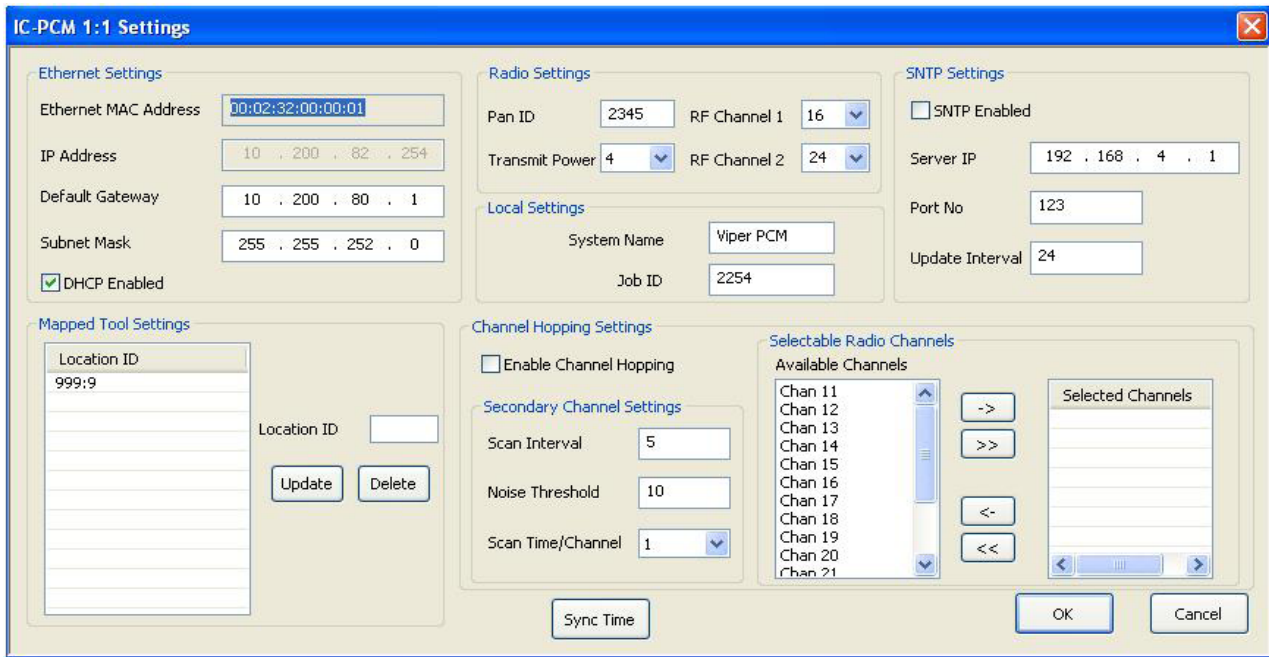 IC-PCM 1:1 Settings
Ethernet Settings
Ethernet MAC Address 00:02:32:00:00:01
IP Address 10 . 200 . 82 . 254
Default Gateway 10 . 200 . 80 . 1
Subnet Mask 255 . 255 . 252 . 0
DHCP Enabled
Radio Settings
Pan ID 2345 RF Channel 1 16
Transmit Power 4 RF Channel 2 24
Local Settings
System Name Viper PCM
Job ID 2254
SNTP Settings
SNTP Enabled
Server IP 192 . 168 . 4 . 1
Port No 123
Update Interval 24
Mapped Tool Settings
Location ID
999:9
Location ID
Update Delete
Channel Hopping Settings
Enable Channel Hopping
Secondary Channel Settings
Scan Interval 5
Noise Threshold 10
Scan Time/Channel 1
Selectable Radio Channels
Available Channels
Chan 11
Chan 12
Chan 13
Chan 14
Chan 15
Chan 16
Chan 17
Chan 18
Chan 19
Chan 20
Chan 21
->
>>
<-
<<
Selected Channels
Sync Time
OK Cancel